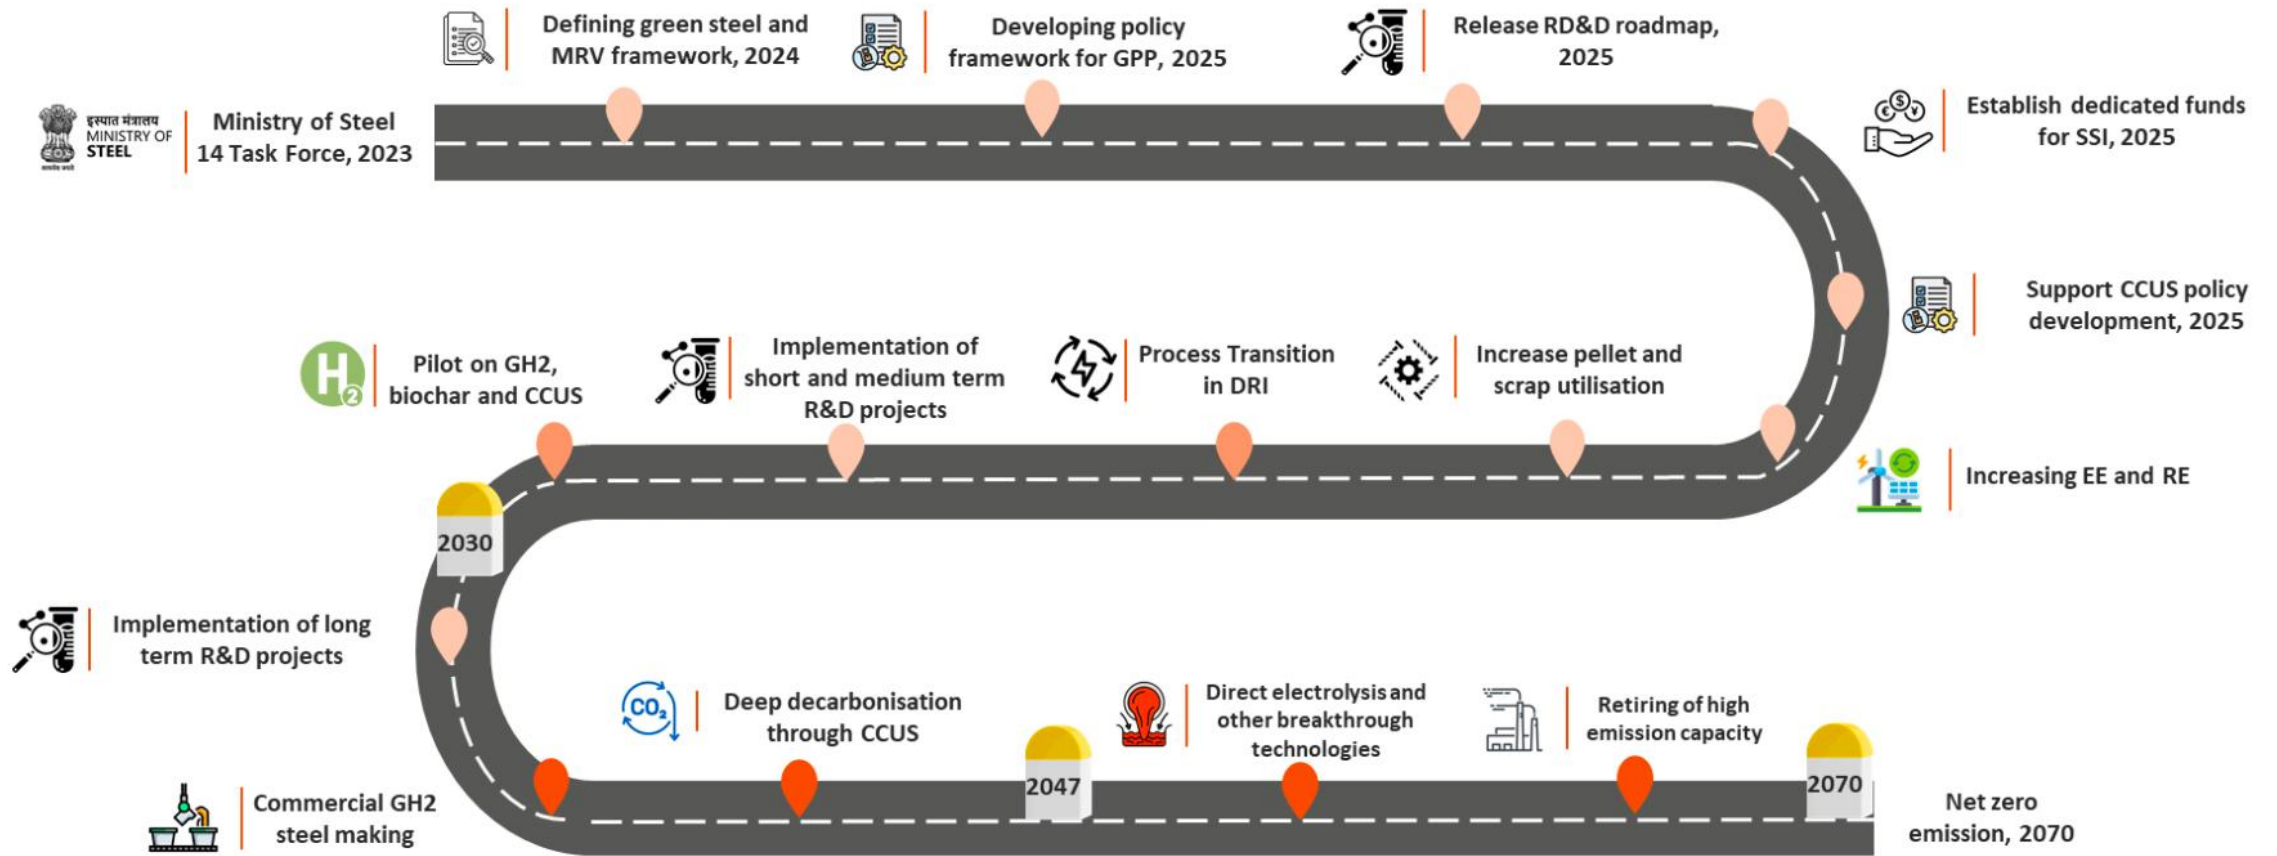 इस्पात मंत्रालय
MINISTRY OF
STEEL
Ministry of Steel
14 Task Force, 2023
Defining green steel and
MRV framework, 2024
Developing policy
framework for GPP, 2025
Release RD&D roadmap,
2025
Establish dedicated funds
for SSI, 2025
Support CCUS policy
development, 2025
Increasing EE and RE
Increase pellet and
scrap utilisation
Process Transition
in DRI
Implementation of
short and medium term
R&D projects
H2
Pilot on GH2,
biochar and CCUS
2030
Implementation of long
term R&D projects
Commercial GH2
steel making
CO₂
Deep decarbonisation
through CCUS
2047
Direct electrolysis and
other breakthrough
technologies
Retiring of high
emission capacity
2070
Net zero
emission, 2070